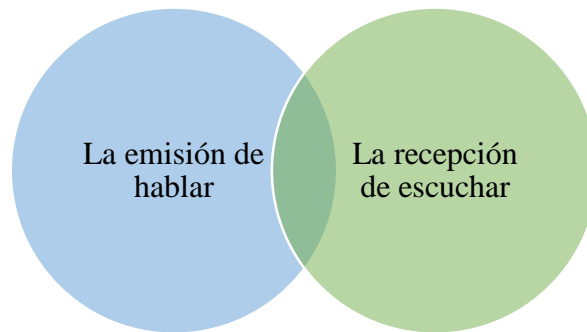 La emisión de
hablar
La recepción
de escuchar